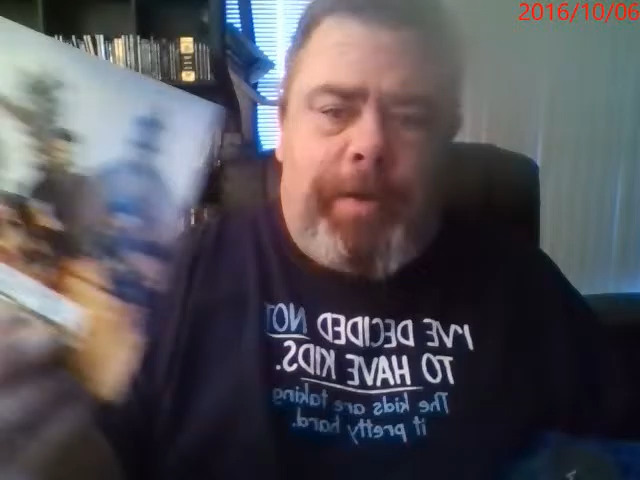 2016/10/06
I'VE DECIDED NOT
TO HAVE KIDS.
The kids are taking
it pretty hard.